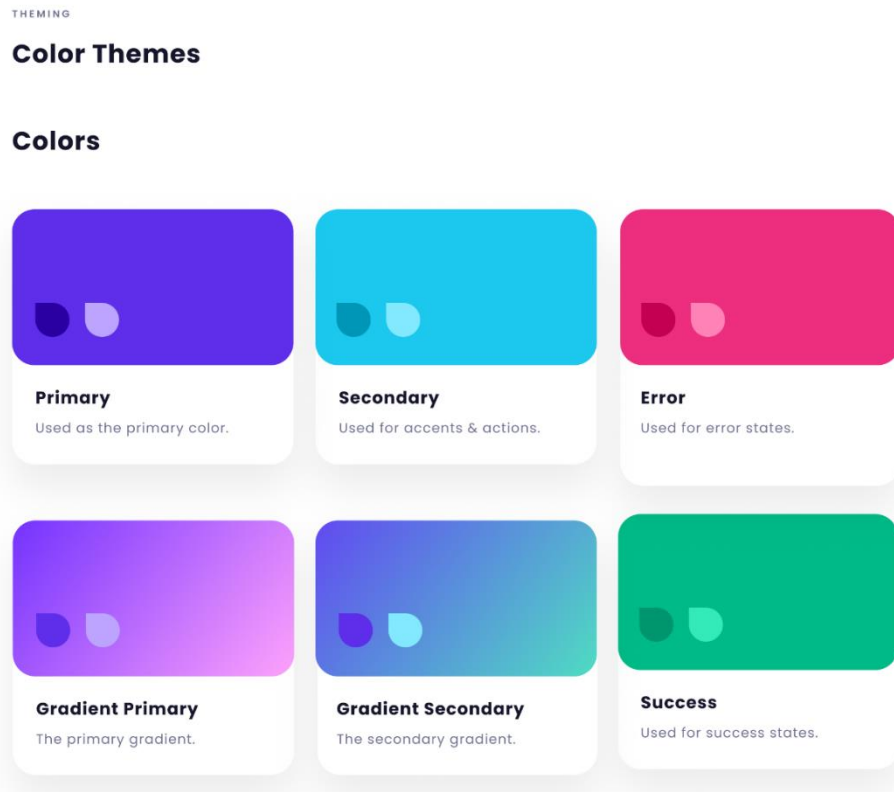 THEMING
Color Themes
Colors
Primary
Used as the primary color.
Secondary
Used for accents & actions.
Error
Used for error states.
Gradient Primary
The primary gradient.
Gradient Secondary
The secondary gradient.
Success
Used for success states.